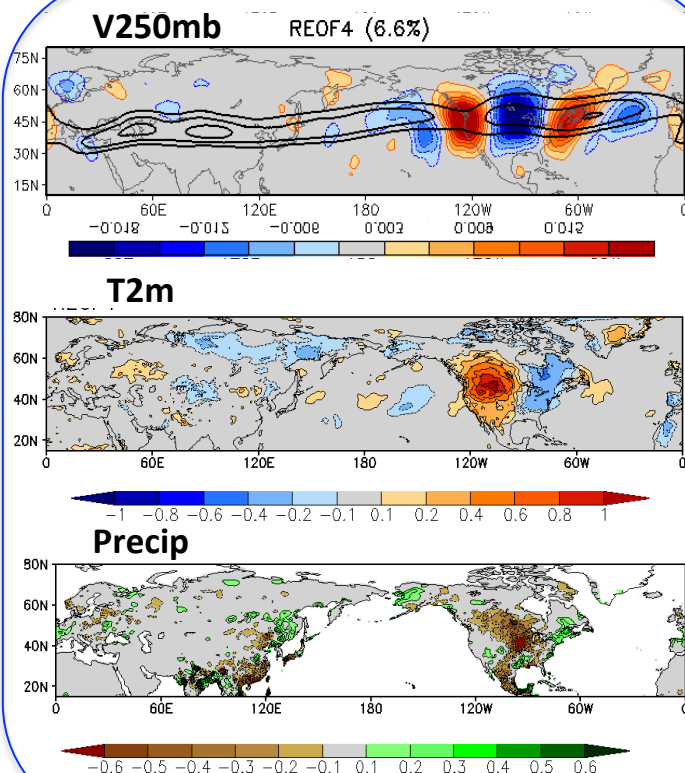 V250mb REOF4 (6.6%)
75N
60N
45N
30N
15N
0 60E 120E 180 120W 60W
-0.018 -0.012 -0.006 0.003 0.009 0.015
T2m
80N
60N
40N
20N
0 60E 120E 180 120W 60W 0
-1 -0.8 -0.6 -0.4 -0.2 -0.1 0.1 0.2 0.4 0.6 0.8 1
Precip
80N
60N
40N
20N
0 60E 120E 180 120W 60W 0
-0.6 -0.5 -0.4 -0.3 -0.2 -0.1 0.1 0.2 0.3 0.4 0.5 0.6